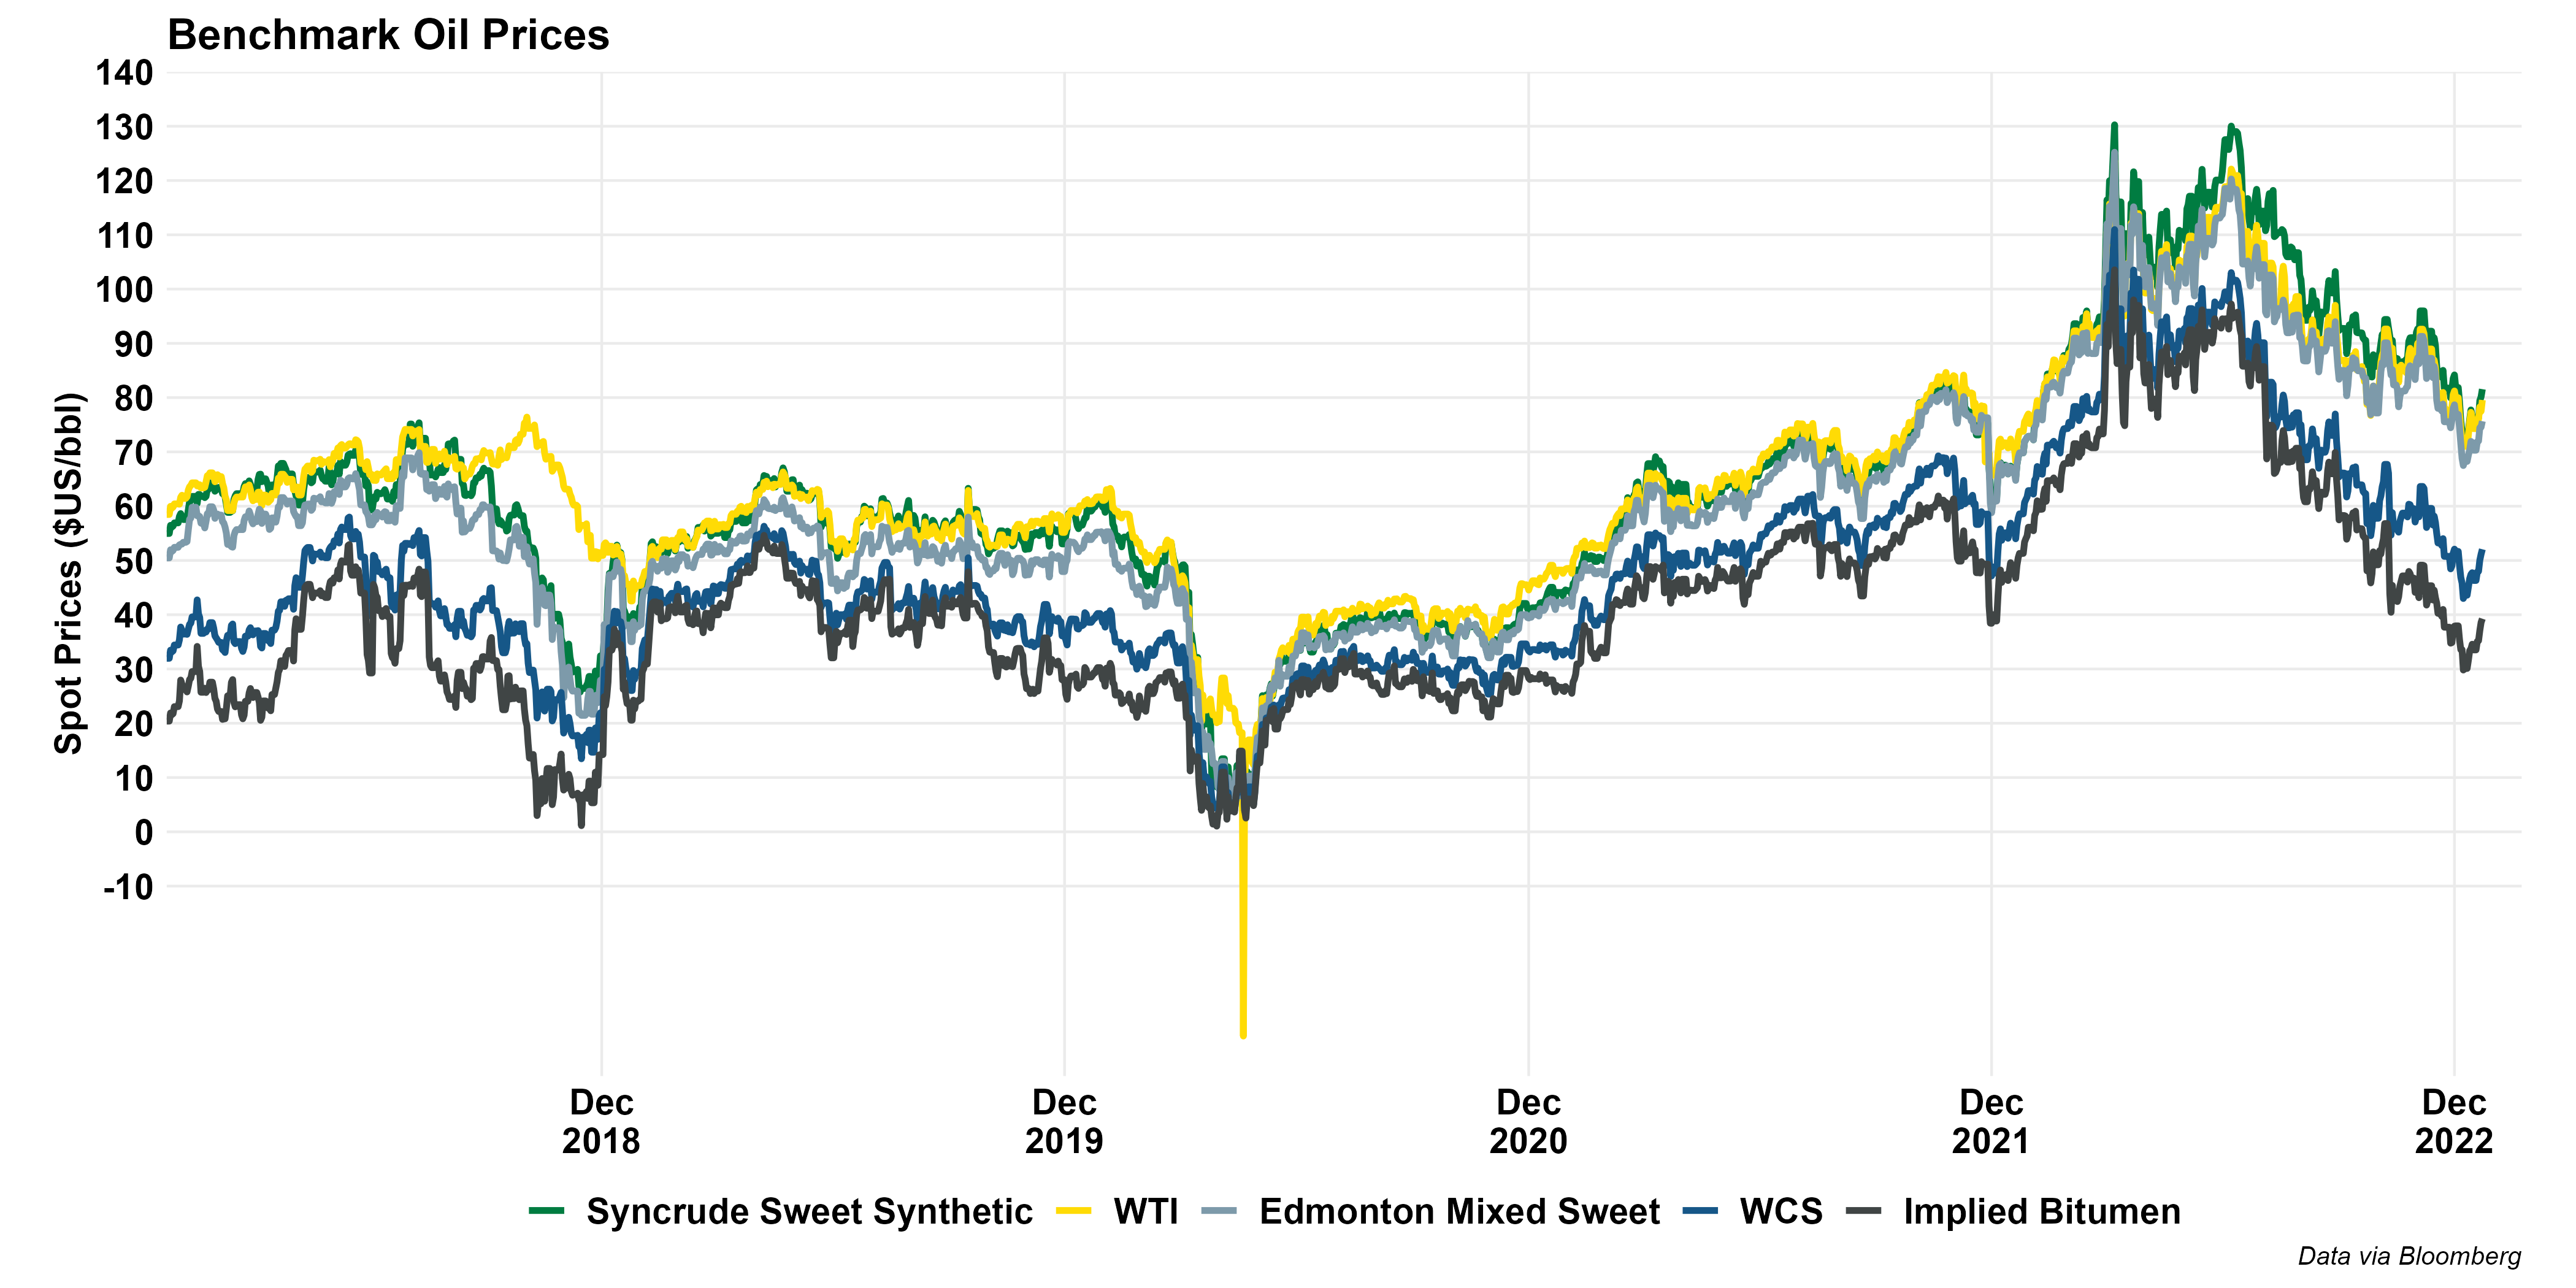 Benchmark Oil Prices
140
130
120
110
100
90
80
70
60
50
40
30
20
10
0
-10
Spot Prices ($US/bbl)
Dec Dec Dec Dec Dec
2018 2019 2020 2021 2022
Syncrude Sweet Synthetic WTI Edmonton Mixed Sweet WCS Implied Bitumen
Data via Bloomberg